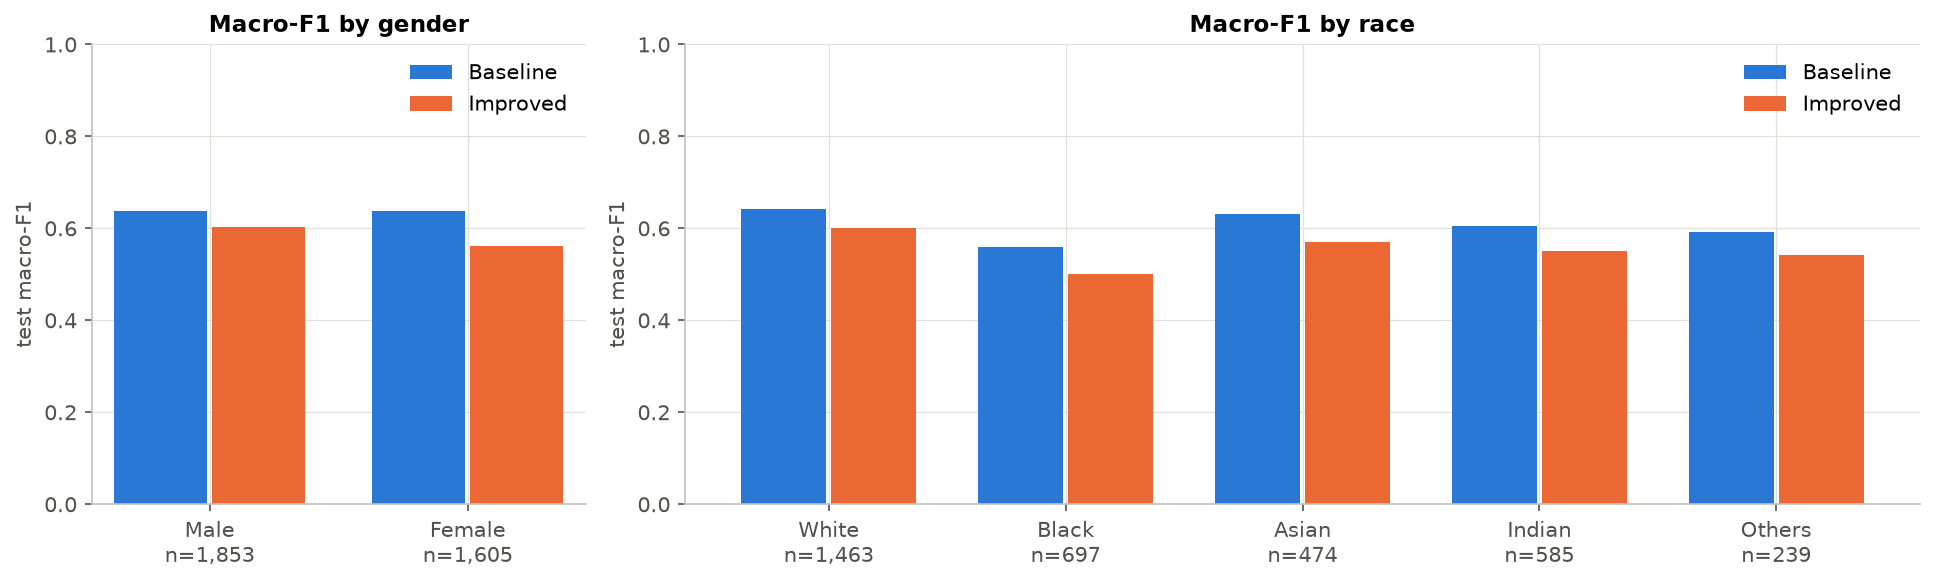 Macro-F1 by gender
test macro-F1
1.0
0.8
0.6
0.4
0.2
0.0
Baseline
Improved
Male
n=1,853
Female
n=1,605
Macro-F1 by race
test macro-F1
1.0
0.8
0.6
0.4
0.2
0.0
Baseline
Improved
White
n=1,463
Black
n=697
Asian
n=474
Indian
n=585
Others
n=239